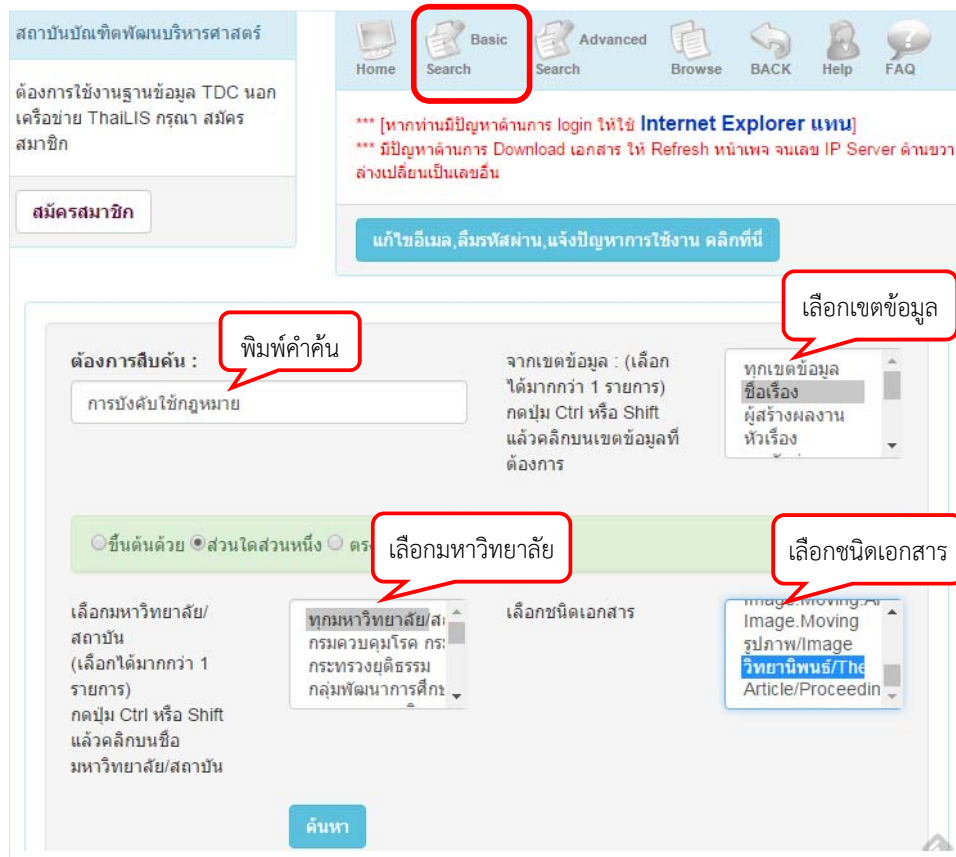 สถาบันบัณฑิตพัฒนบริหารศาสตร์
ต้องการใช้งานฐานข้อมูล TDC นอก
เครือข่าย ThaiLIS กรุณา สมัคร
สมาชิก
สมัครสมาชิก
Home
Basic
Search
Advanced
Search
Browse
BACK
Help
FAQ
*** [หากท่านมีปัญหาด้านการ login ให้ใช้ Internet Explorer แทน]
*** มีปัญหาด้านการ Download เอกสาร ให้ Refresh หน้าเพจ จนเลข IP Server ด้านขวา
ล่างเปลี่ยนเป็นเลขอื่น
แก้ไขอีเมล,ลืมรหัสผ่าน,แจ้งปัญหาการใช้งาน คลิกที่นี่
เลือกเขตข้อมูล
พิมพ์คำค้น
ต้องการสืบค้น :
การบังคับใช้กฎหมาย
จากเขตข้อมูล : (เลือก
ได้มากกว่า 1 รายการ)
กดปุ่ม Ctrl หรือ Shift
แล้วคลิกบนเขตข้อมูลที่
ต้องการ
ทุกเขตข้อมูล
ชื่อเรื่อง
ผู้สร้างผลงาน
หัวเรื่อง
ขึ้นต้นด้วย ส่วนใดส่วนหนึ่ง
เลือกมหาวิทยาลัย
เลือกชนิดเอกสาร
เลือกมหาวิทยาลัย/
สถาบัน
(เลือกได้มากกว่า 1
รายการ)
กดปุ่ม Ctrl หรือ Shift
แล้วคลิกบนชื่อ
มหาวิทยาลัย/สถาบัน
ทุกมหาวิทยาลัย/ส
กรมควบคุมโรค กระ
กระทรวงยุติธรรม
กลุ่มพัฒนาการศึกษ
เลือกชนิดเอกสาร
Image.Moving
รูปภาพ/Image
วิทยานิพนธ์/The
Article/Proceedin
ค้นหา